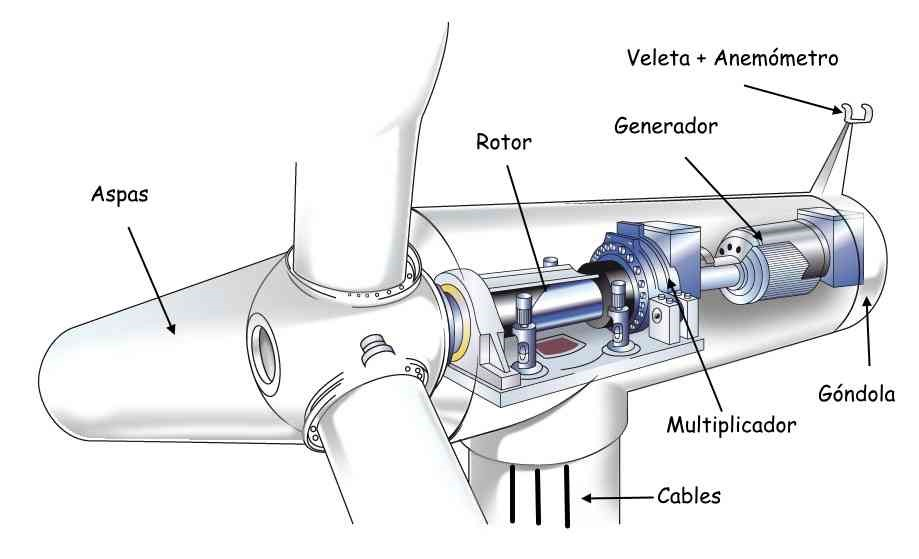 Veleta + Anemómetro
Generador
Rotor
Aspas
Góndola
Multiplicador
Cables